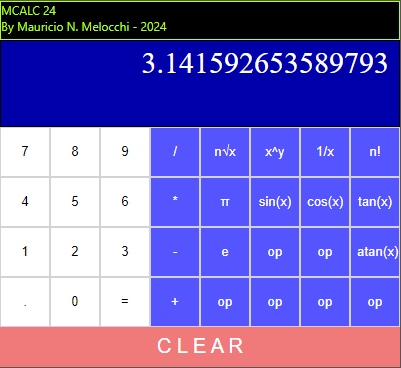 MCALC 24
By Mauricio N. Melocchi - 2024
3.141592653589793
7 8 9 / n√x x^y 1/x n!
4 5 6 * π sin(x) cos(x) tan(x)
1 2 3 - e op op atan(x)
. 0 = + op op op op
CLEAR